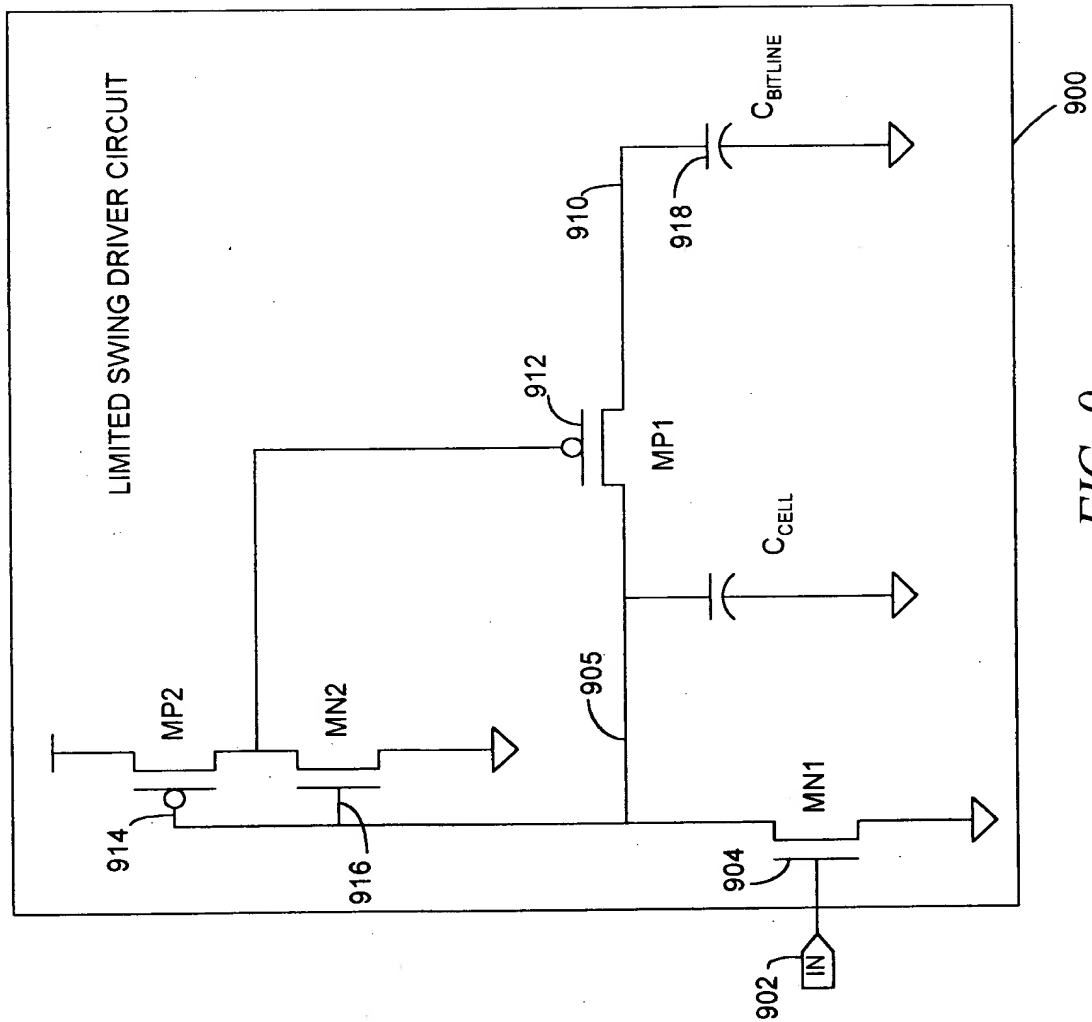 LIMITED SWING DRIVER CIRCUIT
914
MP2
MN2
916
912
MP1
910
918
C_BITLINE
905
C_CELL
902
IN
904
MN1
900
FIG. 9